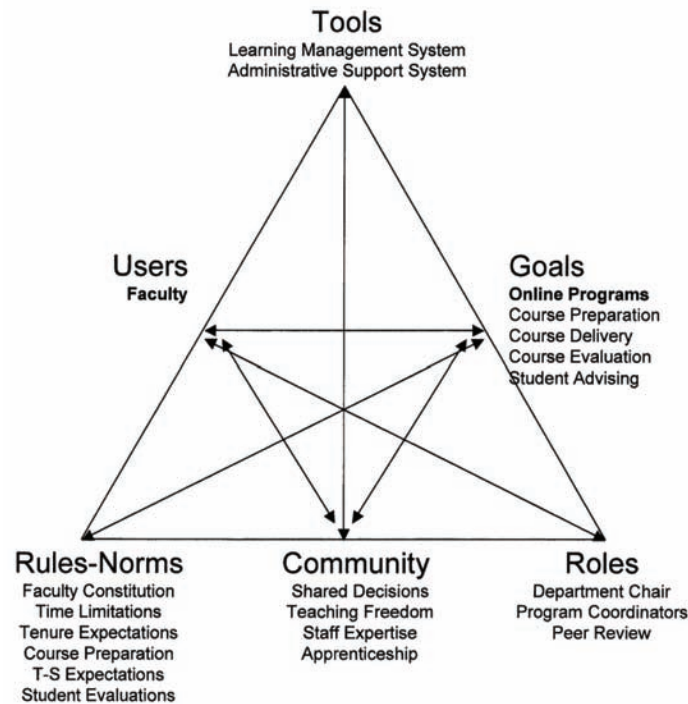 Tools
Learning Management System
Administrative Support System
Users
Faculty
Goals
Online Programs
Course Preparation
Course Delivery
Course Evaluation
Student Advising
Rules-Norms
Faculty Constitution
Time Limitations
Tenure Expectations
Course Preparation
T-S Expectations
Student Evaluations
Community
Shared Decisions
Teaching Freedom
Staff Expertise
Apprenticeship
Roles
Department Chair
Program Coordinators
Peer Review